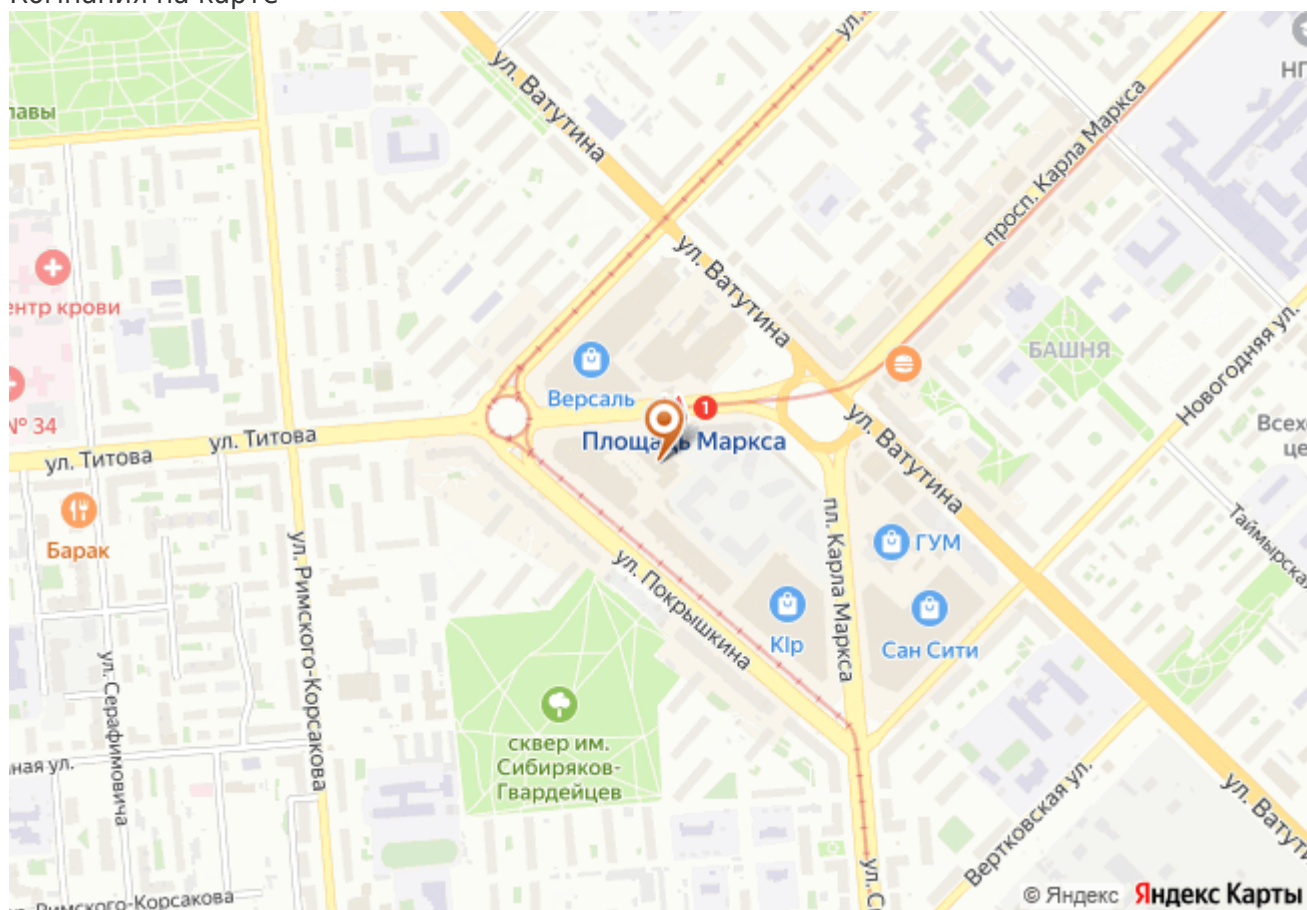 Компания на карте
ул. Ватутина
ул.
просп. Карла Маркса
НГ
лавы
ул. Ватутина
БАШНЯ
Новогодняя ул.
ентр крови
Версаль
1
Площадь Маркса
№ 34
ул. Титова
ул. Титова
ул. Ватутина
Всех
це
Барак
ул. Римского-Корсакова
пл. Карла Маркса
ГУМ
Таймырская
ул. Покрышкина
KIp
Сан Сити
ул. Серафимовича
сквер им.
Сибиряков-
Гвардейцев
ная ул.
Вертковская ул.
ул. Ватути
Римского-Корсакова
ул. С
© Яндекс Яндекс Карты